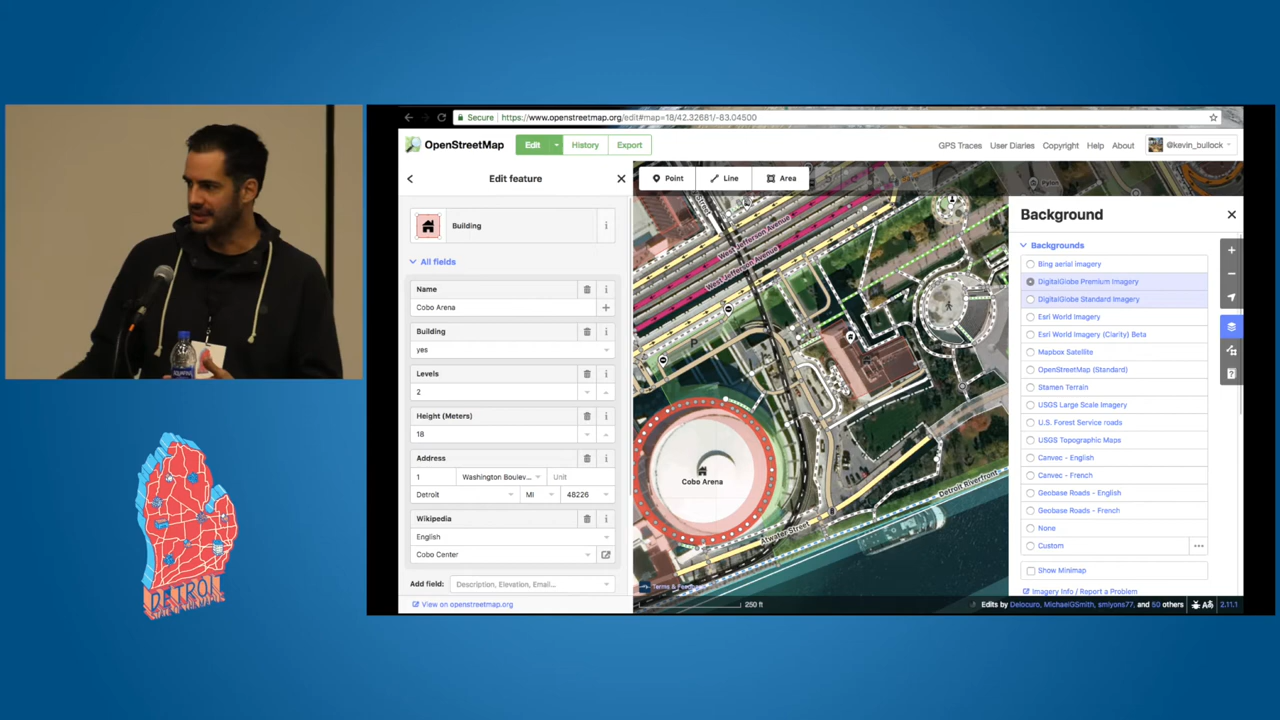 Secure https://www.openstreetmap.org/edit#map=18/42.32681/-83.04500
OpenStreetMap Edit History Export GPS Traces User Diaries Copyright Help About @kevin_bullock
Edit feature
Building
All fields
Name
Cobo Arena
Building
yes
Levels
2
Height (Meters)
18
Address
1 WashingtonBoulev... Unit
Detroit MI 48226
Wikipedia
English
Cobo Center
Add field: Description, Elevation, Email...
View on openstreetmap.org
Point Line Area
Pylon
West Jefferson Avenue
West Jefferson Avenue
Street
P
Cobo Arena
Atwater Street
Detroit Riverfront
250 ft
Edits by Delocuro, MichaelGSmith, smlyons77, and 50 others
2.11.1
Background
Backgrounds
Bing aerial imagery
DigitalGlobe Premium Imagery
DigitalGlobe Standard Imagery
Esri World Imagery
Esri World Imagery (Clarity) Beta
Mapbox Satellite
OpenStreetMap (Standard)
Stamen Terrain
USGS Large Scale Imagery
U.S. Forest Service roads
USGS Topographic Maps
Canvec - English
Canvec - French
Geobase Roads - English
Geobase Roads - French
None
Custom
Show Minimap
Imagery Info / Report a Problem
DETROIT